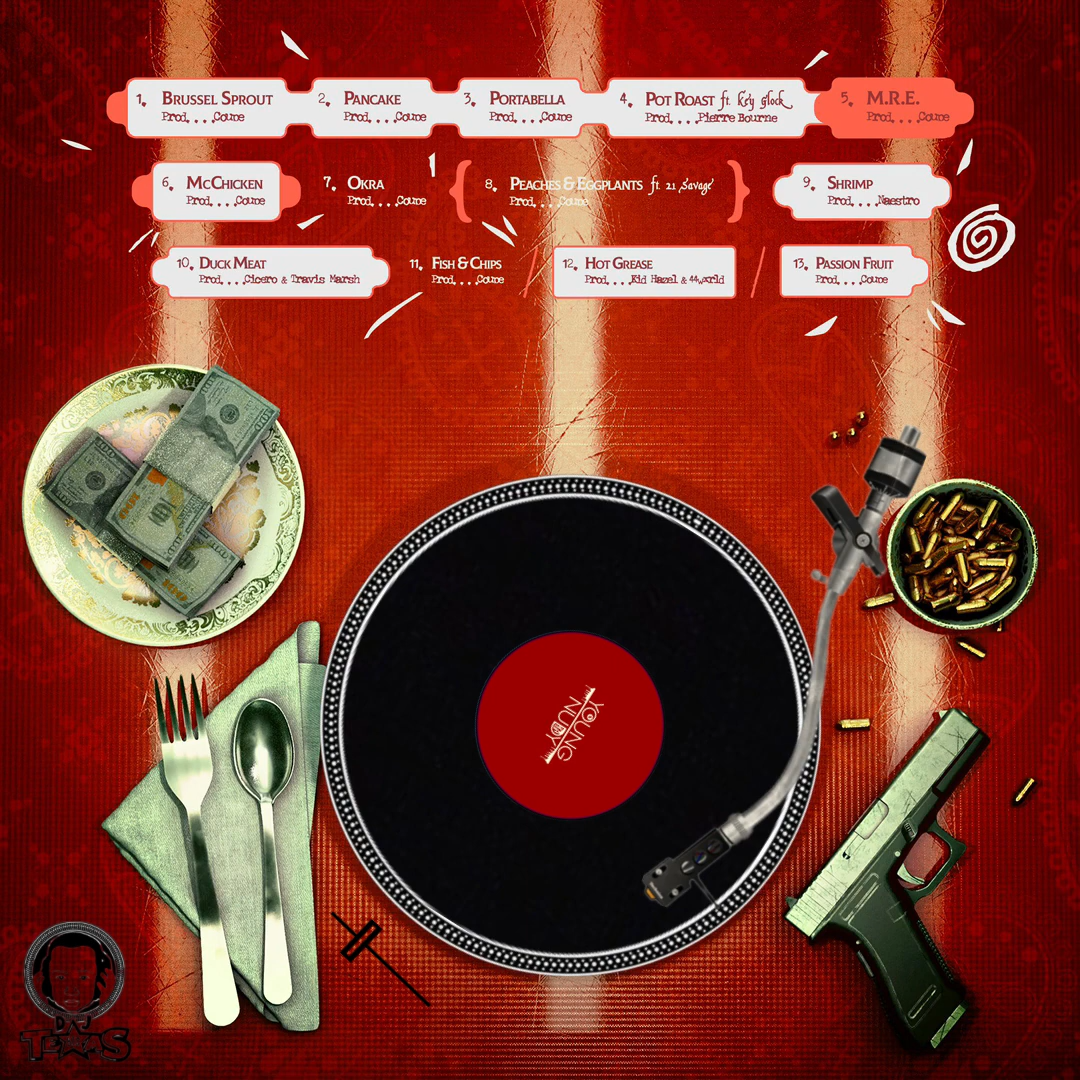 1. BRUSSEL SPROUT
Prod....Coupe
2. PANCAKE
Prod....Coupe
3. PORTABELLA
Prod....Coupe
4. POT ROAST ft. Key Glock
Prod....Pierre Bourne
5. M.R.E.
Prod....Coupe
6. MCCHICKEN
Prod....Coupe
7. OKRA
Prod....Coupe
8. PEACHES & EGGPLANTS ft. 21 Savage
Prod....Coupe
9. SHRIMP
Prod....Naestro
10. DUCK MEAT
Prod....Cicero & Travis Marsh
11. FISH & CHIPS
Prod....Coupe
12. HOT GREASE
Prod....Kid Hazel & 44world
13. PASSION FRUIT
Prod....Coupe
100
YOUNG
NUDY
DAJ
TEXAS